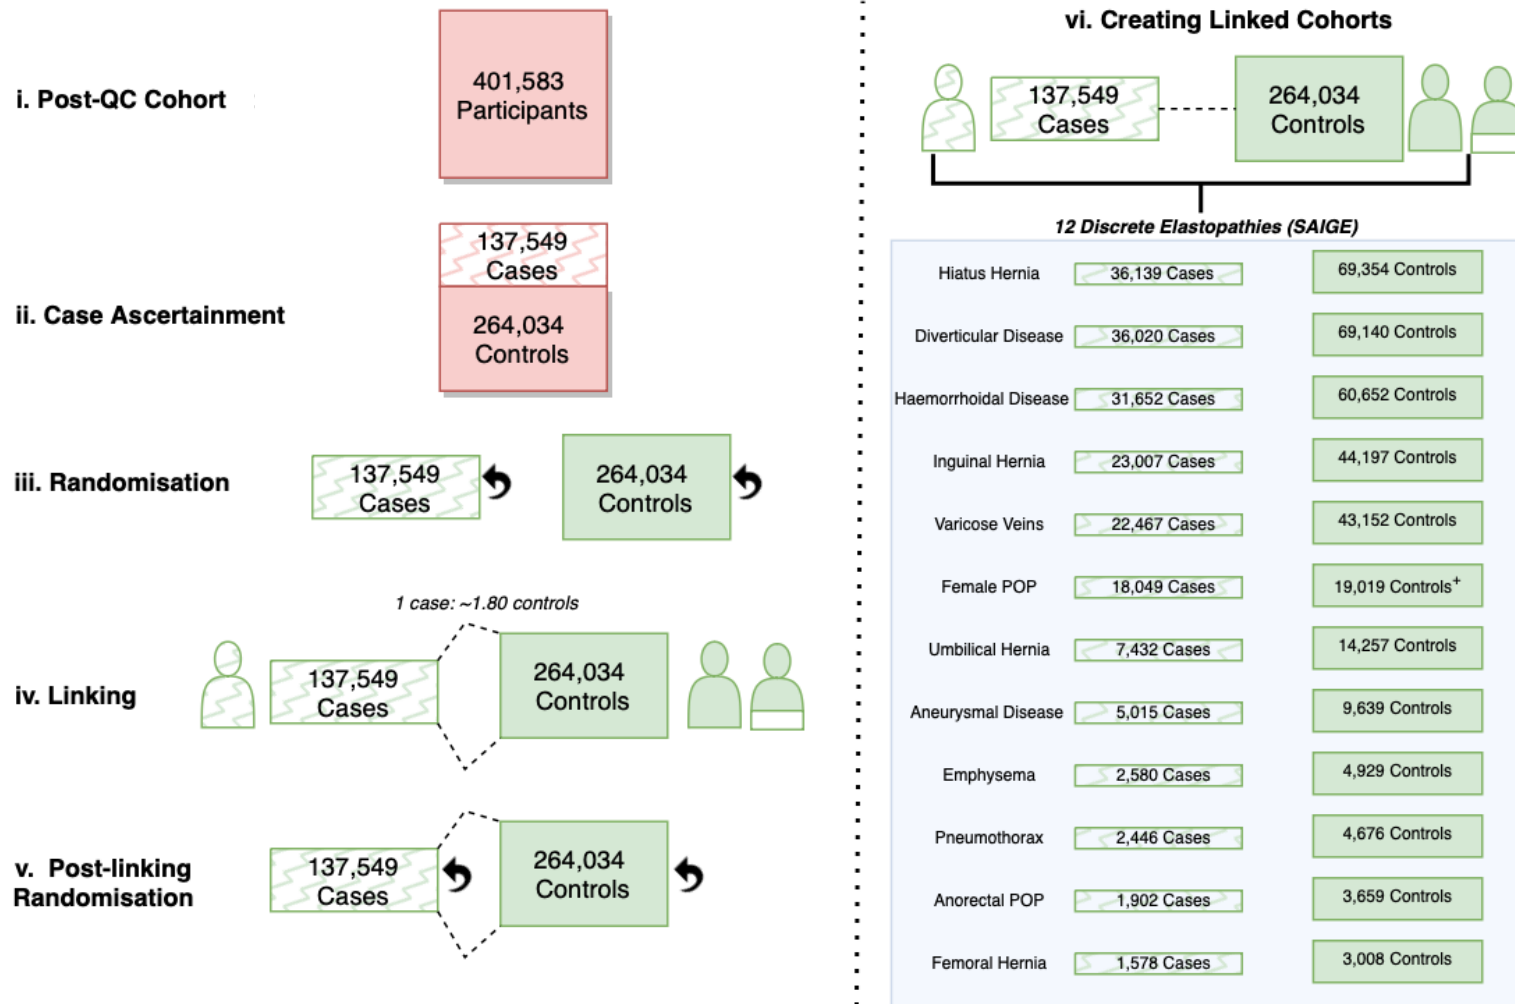 i. Post-QC Cohort
401,583
Participants
ii. Case Ascertainment
137,549
Cases
264,034
Controls
iii. Randomisation
137,549
Cases
264,034
Controls
1 case: ~1.80 controls
iv. Linking
137,549
Cases
264,034
Controls
v. Post-linking
Randomisation
137,549
Cases
264,034
Controls
vi. Creating Linked Cohorts
137,549
Cases
264,034
Controls
12 Discrete Elastopathies (SAIGE)
Hiatus Hernia 36,139 Cases 69,354 Controls
Diverticular Disease 36,020 Cases 69,140 Controls
Haemorrhoidal Disease 31,652 Cases 60,652 Controls
Inguinal Hernia 23,007 Cases 44,197 Controls
Varicose Veins 22,467 Cases 43,152 Controls
Female POP 18,049 Cases 19,019 Controls+
Umbilical Hernia 7,432 Cases 14,257 Controls
Aneurysmal Disease 5,015 Cases 9,639 Controls
Emphysema 2,580 Cases 4,929 Controls
Pneumothorax 2,446 Cases 4,676 Controls
Anorectal POP 1,902 Cases 3,659 Controls
Femoral Hernia 1,578 Cases 3,008 Controls